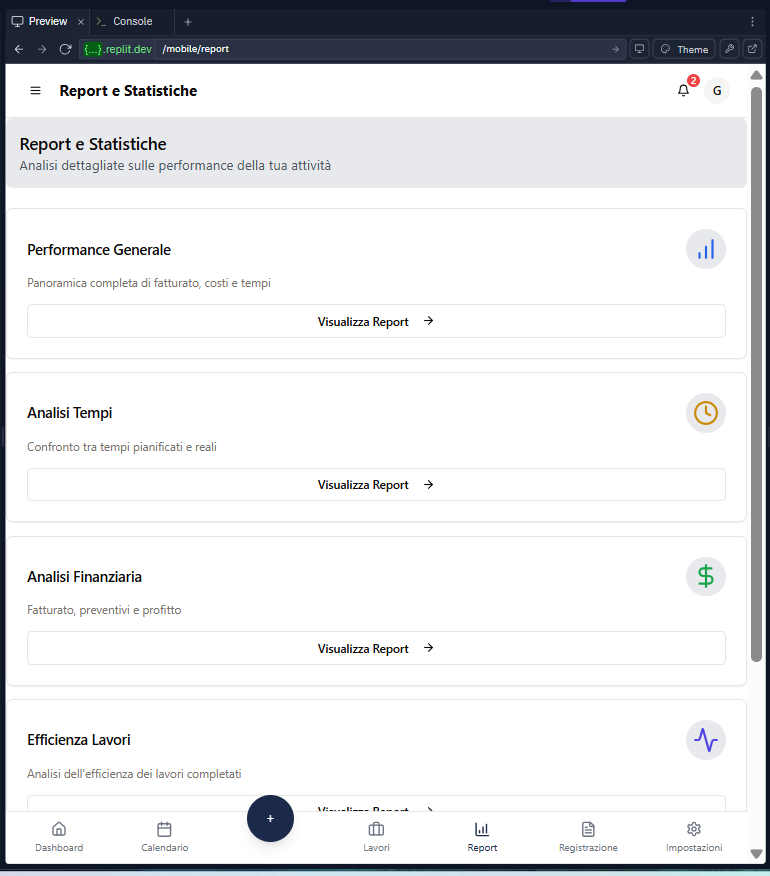 Preview
Console
{...}.replit.dev /mobile/report
Theme
Report e Statistiche
2
G
Report e Statistiche
Analisi dettagliate sulle performance della tua attività
Performance Generale
Panoramica completa di fatturato, costi e tempi
Visualizza Report
Analisi Tempi
Confronto tra tempi pianificati e reali
Visualizza Report
Analisi Finanziaria
Fatturato, preventivi e profitto
Visualizza Report
Efficienza Lavori
Analisi dell'efficienza dei lavori completati
Visualizza Report
Dashboard
Calendario
Lavori
Report
Registrazione
Impostazioni